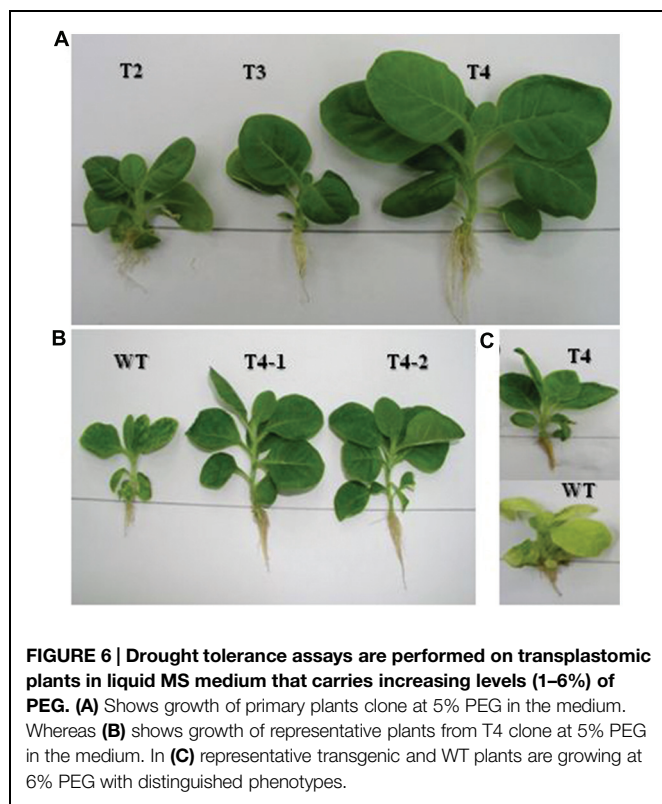 A
T2 T3 T4
B
WT T4-1 T4-2
C
T4
WT
FIGURE 6 | Drought tolerance assays are performed on transplastomic
plants in liquid MS medium that carries increasing levels (1–6%) of
PEG. (A) Shows growth of primary plants clone at 5% PEG in the medium.
Whereas (B) shows growth of representative plants from T4 clone at 5% PEG
in the medium. In (C) representative transgenic and WT plants are growing at
6% PEG with distinguished phenotypes.